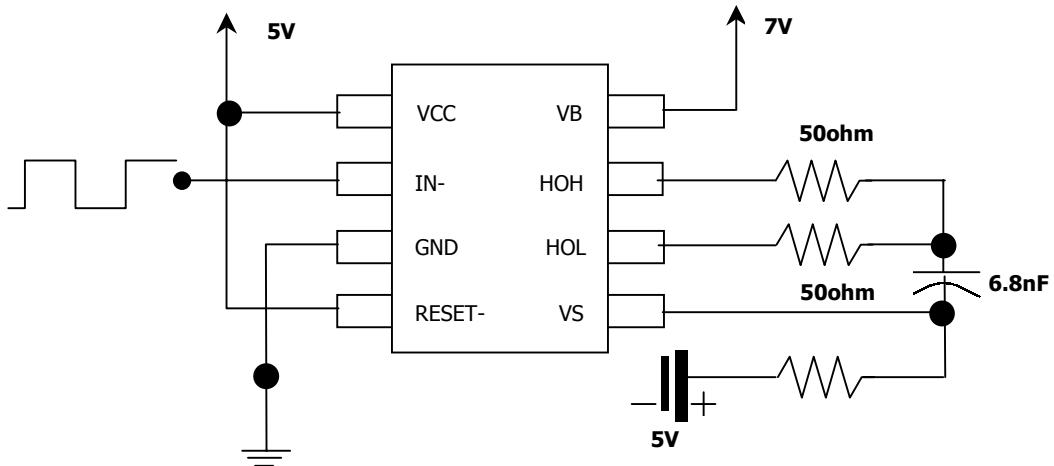 5V
7V
VCC
VB
50ohm
IN-
HOH
GND
HOL
50ohm
6.8nF
RESET-
VS
5V